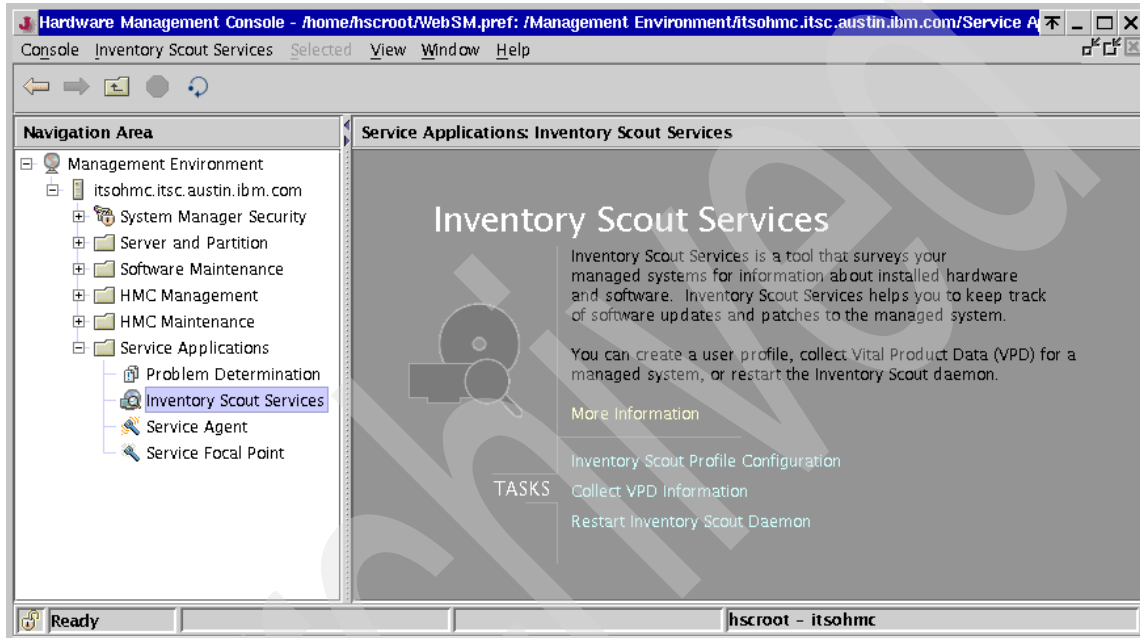 Hardware Management Console - /home/hscroot/WebSM.pref: /Management Environment/itsohmc.itsc.austin.ibm.com/Service A
Console Inventory Scout Services Selected View Window Help
Navigation Area
Service Applications: Inventory Scout Services
Management Environment
itsohmc.itsc.austin.ibm.com
System Manager Security
Server and Partition
Software Maintenance
HMC Management
HMC Maintenance
Service Applications
Problem Determination
Inventory Scout Services
Service Agent
Service Focal Point
Inventory Scout Services
Inventory Scout Services is a tool that surveys your
managed systems for information about installed hardware
and software. Inventory Scout Services helps you to keep track
of software updates and patches to the managed system.
You can create a user profile, collect Vital Product Data (VPD) for a
managed system, or restart the Inventory Scout daemon.
More Information
TASKS
Inventory Scout Profile Configuration
Collect VPD Information
Restart Inventory Scout Daemon
Ready
hscroot - itsohmc